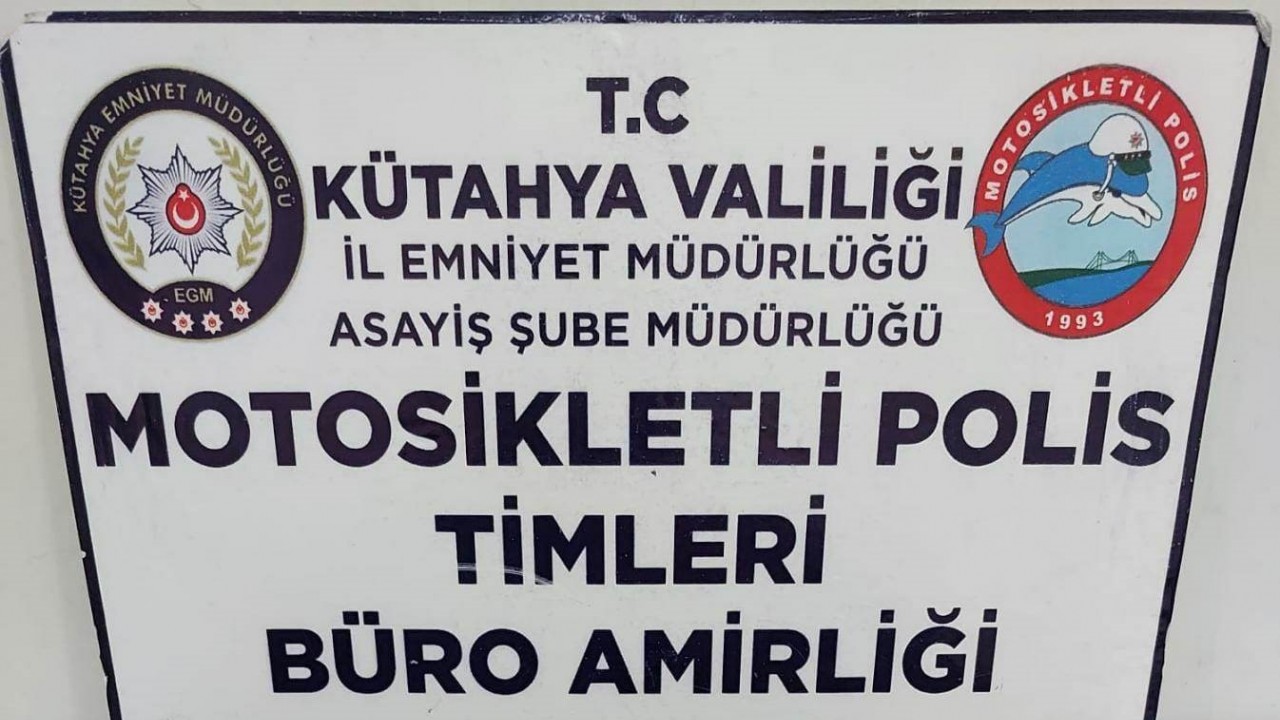 T.C
KÜTAHYA VALİLİĞİ
İL EMNİYET MÜDÜRLÜĞÜ
ASAYİŞ ŞUBE MÜDÜRLÜĞÜ
MOTOSİKLETLİ POLİS
TİMLERİ
BÜRO AMİRLİĞİ
KÜTAHYA EMNİYET MÜDÜRLÜĞÜ
EGM
MOTOSİKLETLİ POLİS
1993